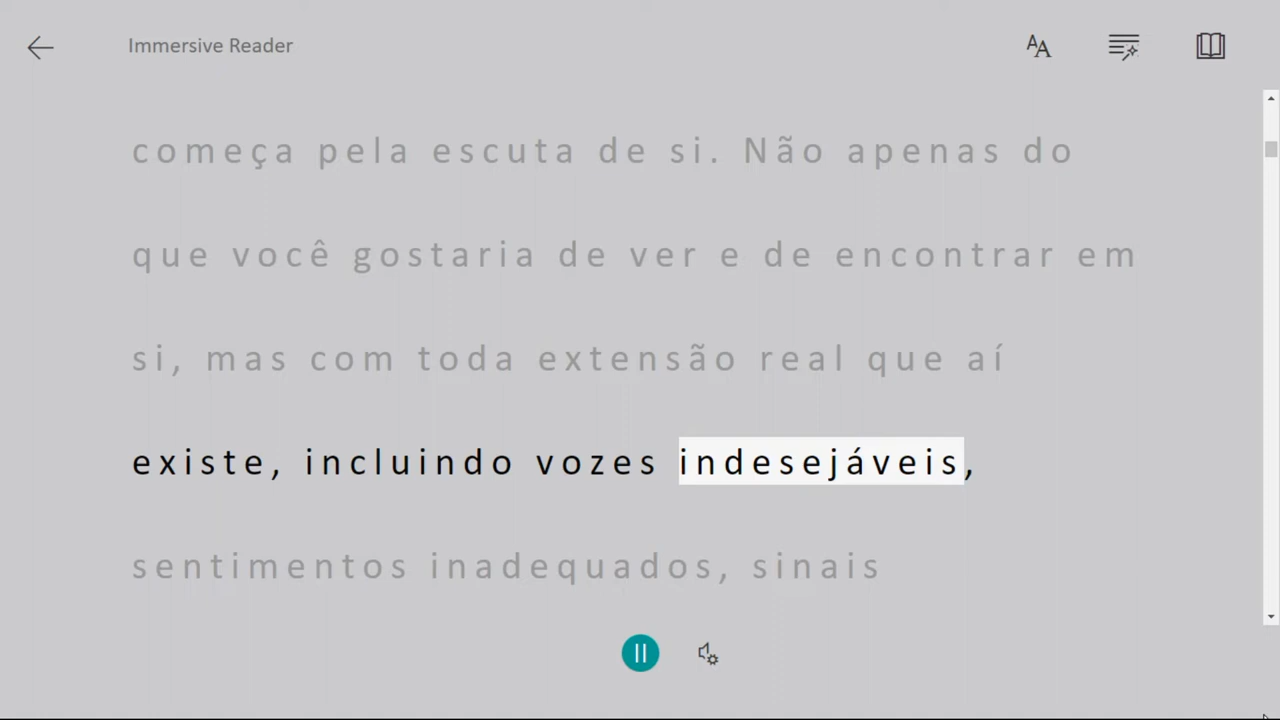 Immersive Reader
começa pela escuta de si. Não apenas do
que você gostaria de ver e de encontrar em
si, mas com toda extensão real que aí
existe, incluindo vozes indesejáveis,
sentimentos inadequados, sinais